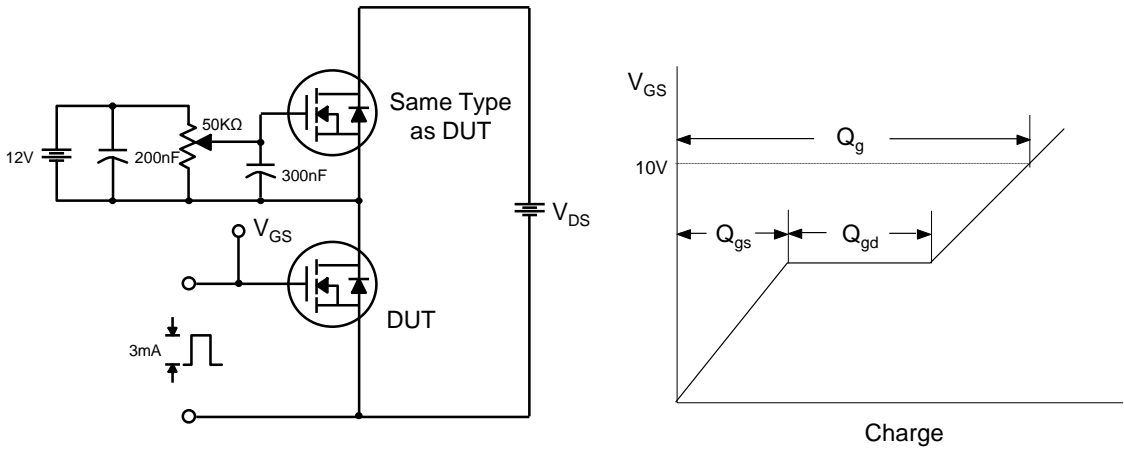 Same Type
as DUT
50KΩ
12V
200nF
300nF
V_GS
V_DS
DUT
3mA
V_GS
Q_g
10V
Q_gs
Q_gd
Charge